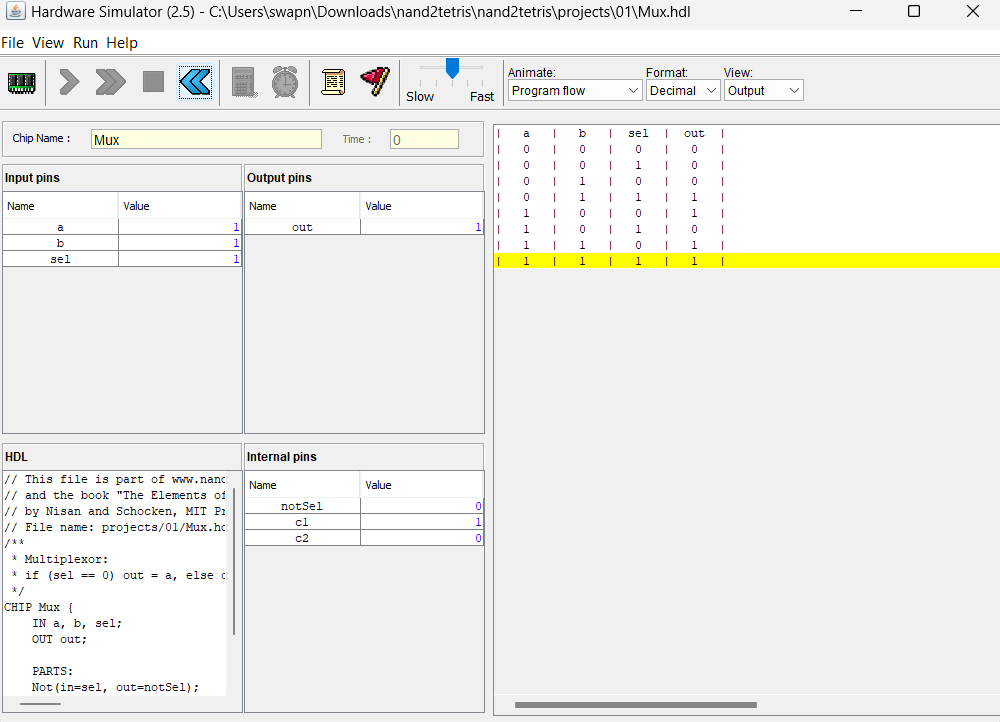 Hardware Simulator (2.5) - C:\Users\swapn\Downloads\nand2tetris\nand2tetris\projects\01\Mux.hdl
File View Run Help
Slow Fast
Animate: Format: View:
Program flow Decimal Output
Chip Name : Mux Time : 0
Input pins
Name Value
a 1
b 1
sel 1
Output pins
Name Value
out 1
HDL
// This file is part of www.nand
// and the book "The Elements of
// by Nisan and Schocken, MIT Pr
// File name: projects/01/Mux.hd
/**
* Multiplexor:
* if (sel == 0) out = a, else o
*/
CHIP Mux {
IN a, b, sel;
OUT out;
PARTS:
Not(in=sel, out=notSel);
Internal pins
Name Value
notSel 0
c1 1
c2 0
| a | b | sel | out |
| 0 | 0 | 0 | 0 |
| 0 | 0 | 1 | 0 |
| 0 | 1 | 0 | 0 |
| 0 | 1 | 1 | 1 |
| 1 | 0 | 0 | 1 |
| 1 | 0 | 1 | 0 |
| 1 | 1 | 0 | 1 |
| 1 | 1 | 1 | 1 |